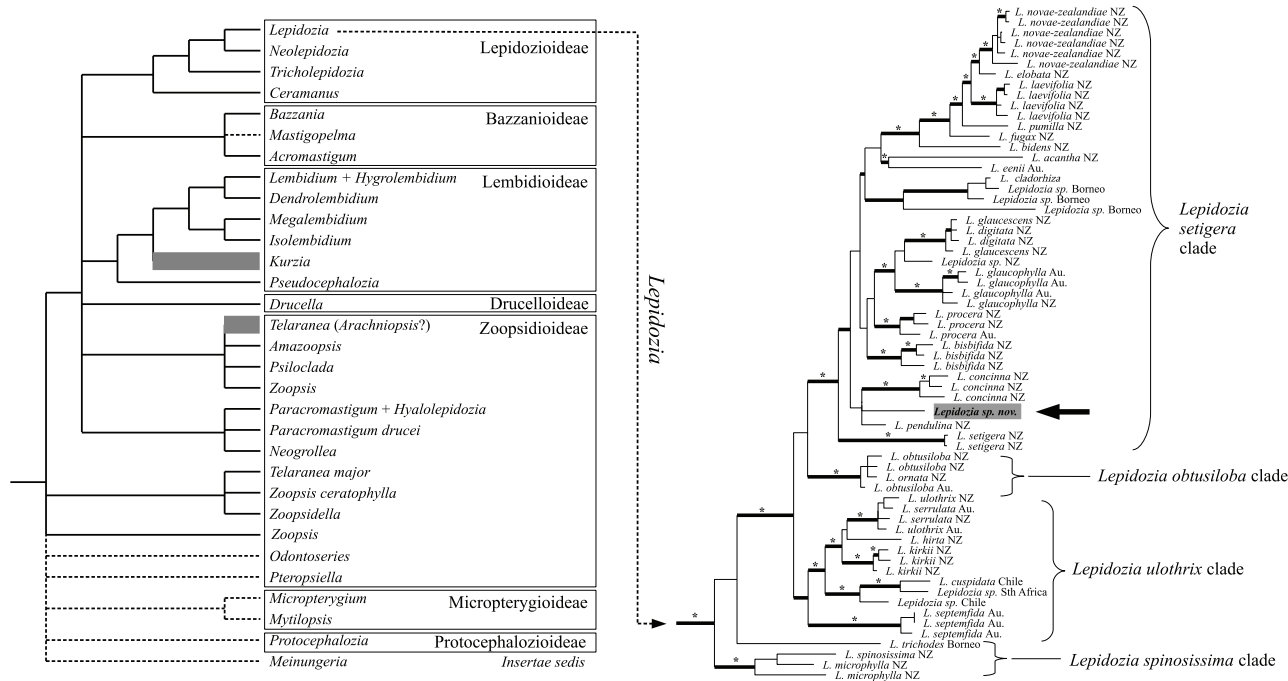 Lepidozia
Lepidozioideae
Neolepidozia
Tricholepidozia
Ceramanus
Bazzania
Bazzanioideae
Mastigopelma
Acromastigum
Lembidium + Hygrolembidium
Lembidioideae
Dendrolembidium
Megalembidium
Isolembidium
Kurzia
Pseudocephalozia
Drucella
Drucelloideae
Telaranea (Arachniopsis?)
Zoopsidioideae
Amazoopsis
Psiloclada
Zoopsis
Paracromastigum + Hyalolepidozia
Paracromastigum drucei
Neogrollea
Telaranea major
Zoopsis ceratophylla
Zoopsidella
Zoopsis
Odontoseries
Pteropsiella
Micropterygium
Micropterygioideae
Mytilopsis
Protocephalozia
Protocephalozioideae
Meinungeria
Insertae sedis
Lepidozia
L. novae-zealandiae NZ
L. novae-zealandiae NZ
L. novae-zealandiae NZ
L. novae-zealandiae NZ
L. novae-zealandiae NZ
L. novae-zealandiae NZ
L. elobata NZ
L. laevifolia NZ
L. laevifolia NZ
L. laevifolia NZ
L. laevifolia NZ
L. pumilla NZ
L. fugax NZ
L. bidens NZ
L. acantha NZ
L. eenii Au.
L. cladorhiza
Lepidozia sp. Borneo
Lepidozia sp. Borneo
Lepidozia sp. Borneo
L. glaucescens NZ
L. digitata NZ
L. digitata NZ
L. glaucescens NZ
Lepidozia sp. NZ
L. glaucophylla Au.
L. glaucophylla Au.
L. glaucophylla Au.
L. glaucophylla NZ
L. procera NZ
L. procera NZ
L. procera Au.
L. bisbifida NZ
L. bisbifida NZ
L. bisbifida NZ
L. concinna NZ
L. concinna NZ
L. concinna NZ
Lepidozia sp. nov.
L. pendulina NZ
L. setigera NZ
L. setigera NZ
Lepidozia
setigera
clade
L. obtusiloba NZ
L. obtusiloba NZ
L. ornata NZ
L. obtusiloba Au.
Lepidozia obtusiloba clade
L. ulothrix NZ
L. serrulata Au.
L. serrulata NZ
L. ulothrix Au.
L. hirta NZ
L. kirkii NZ
L. kirkii NZ
L. kirkii NZ
L. cuspidata Chile
Lepidozia sp. Sth Africa
Lepidozia sp. Chile
L. septemfida Au.
L. septemfida Au.
L. septemfida Au.
Lepidozia ulothrix clade
L. trichodes Borneo
L. spinosissima NZ
L. microphylla NZ
L. microphylla NZ
Lepidozia spinosissima clade